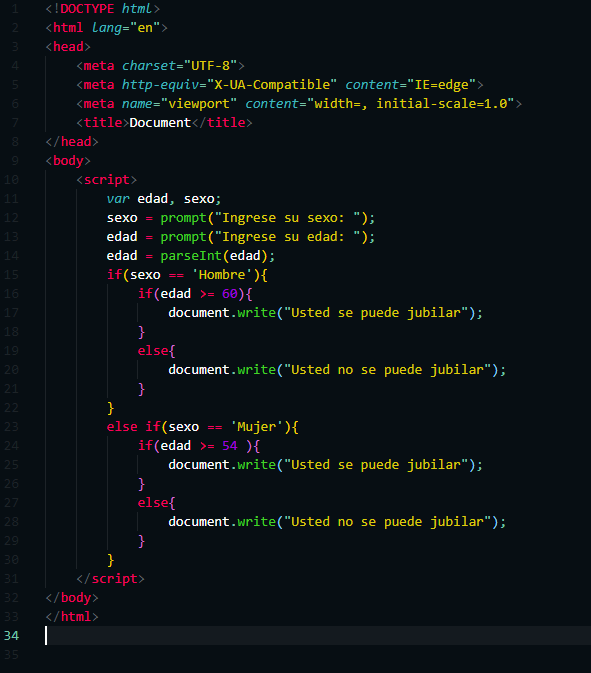 1 <!DOCTYPE html>
2 <html lang="en">
3 <head>
4 <meta charset="UTF-8">
5 <meta http-equiv="X-UA-Compatible" content="IE=edge">
6 <meta name="viewport" content="width=, initial-scale=1.0">
7 <title>Document</title>
8 </head>
9 <body>
10 <script>
11 var edad, sexo;
12 sexo = prompt("Ingrese su sexo: ");
13 edad = prompt("Ingrese su edad: ");
14 edad = parseInt(edad);
15 if(sexo == 'Hombre'){
16 if(edad >= 60){
17 document.write("Usted se puede jubilar");
18 }
19 else{
20 document.write("Usted no se puede jubilar");
21 }
22 }
23 else if(sexo == 'Mujer'){
24 if(edad >= 54 ){
25 document.write("Usted se puede jubilar");
26 }
27 else{
28 document.write("Usted no se puede jubilar");
29 }
30 }
31 </script>
32 </body>
33 </html>
34
35